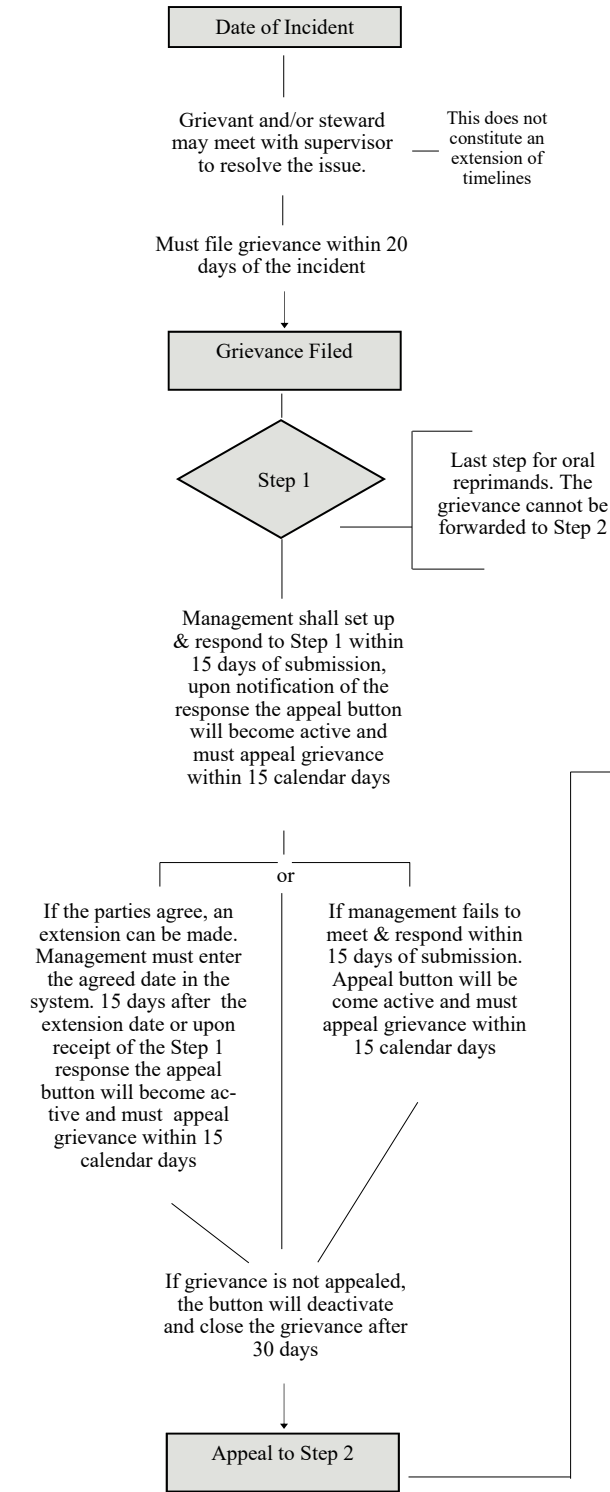 Date of Incident
Grievant and/or steward
may meet with supervisor
to resolve the issue.
This does not
constitute an
extension of
timelines
Must file grievance within 20
days of the incident
Grievance Filed
Step 1
Last step for oral
reprimands. The
grievance cannot be
forwarded to Step 2
Management shall set up
& respond to Step 1 within
15 days of submission,
upon notification of the
response the appeal button
will become active and
must appeal grievance
within 15 calendar days
or
If the parties agree, an
extension can be made.
Management must enter
the agreed date in the
system. 15 days after  the
extension date or upon
receipt of the Step 1
response the appeal
button will become ac-
tive and must  appeal
grievance within 15
calendar days
If management fails to
meet & respond within
15 days of submission.
Appeal button will be
come active and must
appeal grievance within
15 calendar days
If grievance is not appealed,
the button will deactivate
and close the grievance after
30 days
Appeal to Step 2